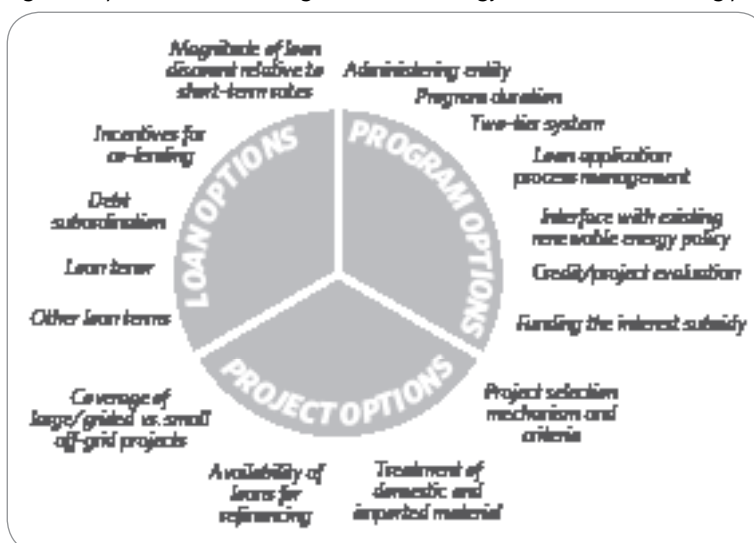 Magnitude of loan
discount relative to
short-term rates
Incentives for
co-lending
Debt
subordination
Loan tenor
Other loan terms
LOAN OPTIONS
Administering entity
Program duration
Two-tier system
Loan application
process management
Interface with existing
renewable energy policy
Credit/project evaluation
Funding the interest subsidy
PROGRAM OPTIONS
Project selection
mechanism and
criteria
Treatment of
domestic and
imported material
Availability of
loans for
refinancing
Coverage of
large/grided vs. small
off-grid projects
PROJECT OPTIONS